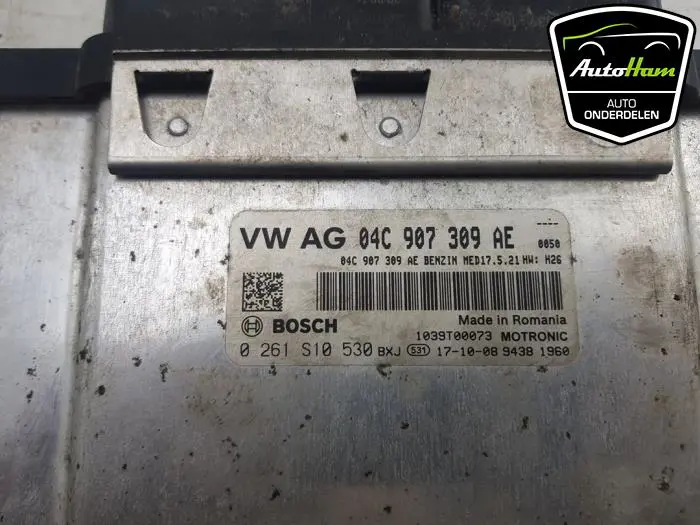 AutoHam
AUTO
ONDERDELEN
VW AG 04C 907 309 AE 0050
04C 907 309 AE BENZIN MED17.5.21 HW: H26
BOSCH
Made in Romania
1039T00073 MOTRONIC
0 261 S10 530 BXJ 531 17-10-08 9438 1960